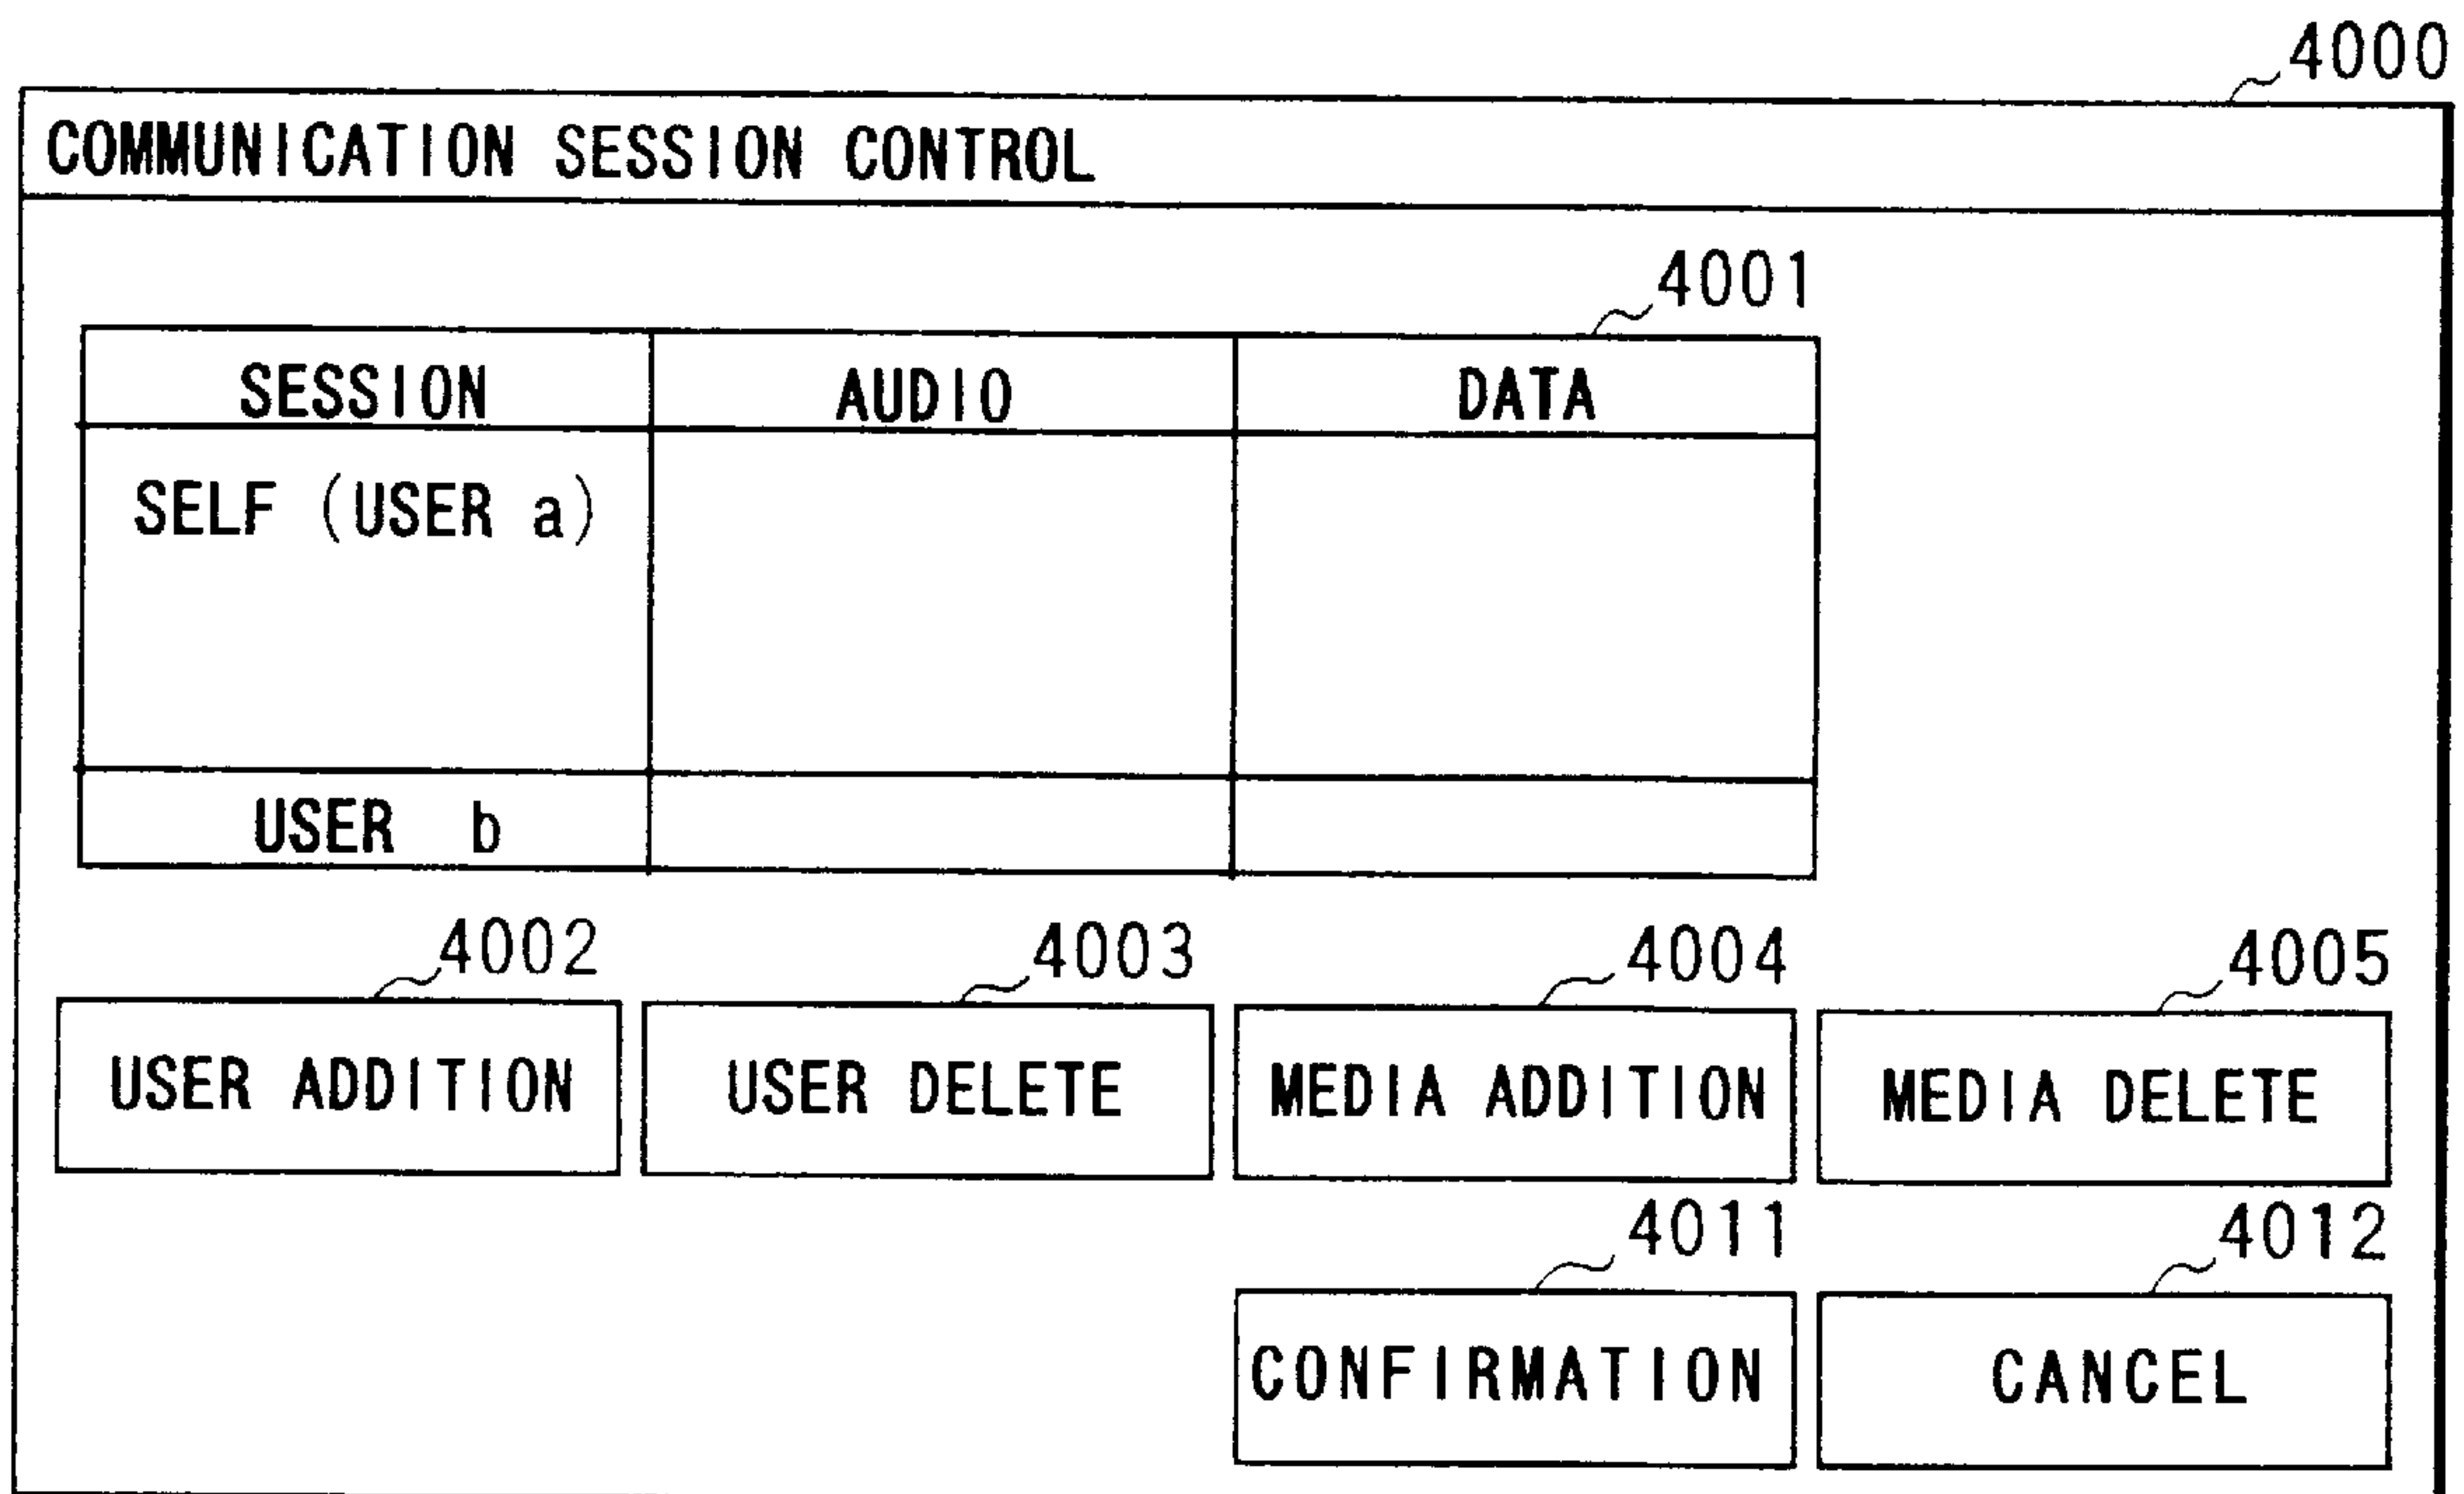 4000
COMMUNICATION SESSION CONTROL
4001
SESSION AUDIO DATA
SELF (USER a)
USER b
4002 4003 4004 4005
USER ADDITION USER DELETE MEDIA ADDITION MEDIA DELETE
4011 4012
CONFIRMATION CANCEL